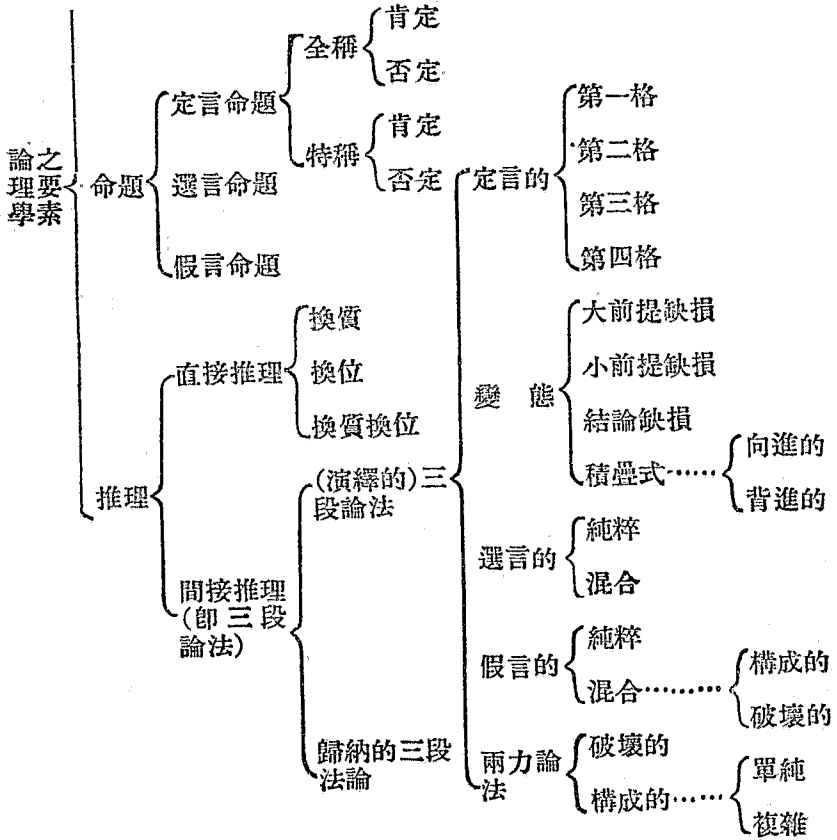 論理學
之要素
命題
定言命題
全稱
肯定
否定
特稱
肯定
否定
選言命題
假言命題
推理
直接推理
換質
換位
換質換位
間接推理
(卽三段
論法)
(演繹的)三
段論法
定言的
第一格
第二格
第三格
第四格
變態
大前提缺損
小前提缺損
結論缺損
積疊式……
向進的
背進的
選言的
純粹
混合
假言的
純粹
混合………
構成的
破壞的
兩力論
法
破壞的
構成的……
單純
複雜
歸納的三段
法論